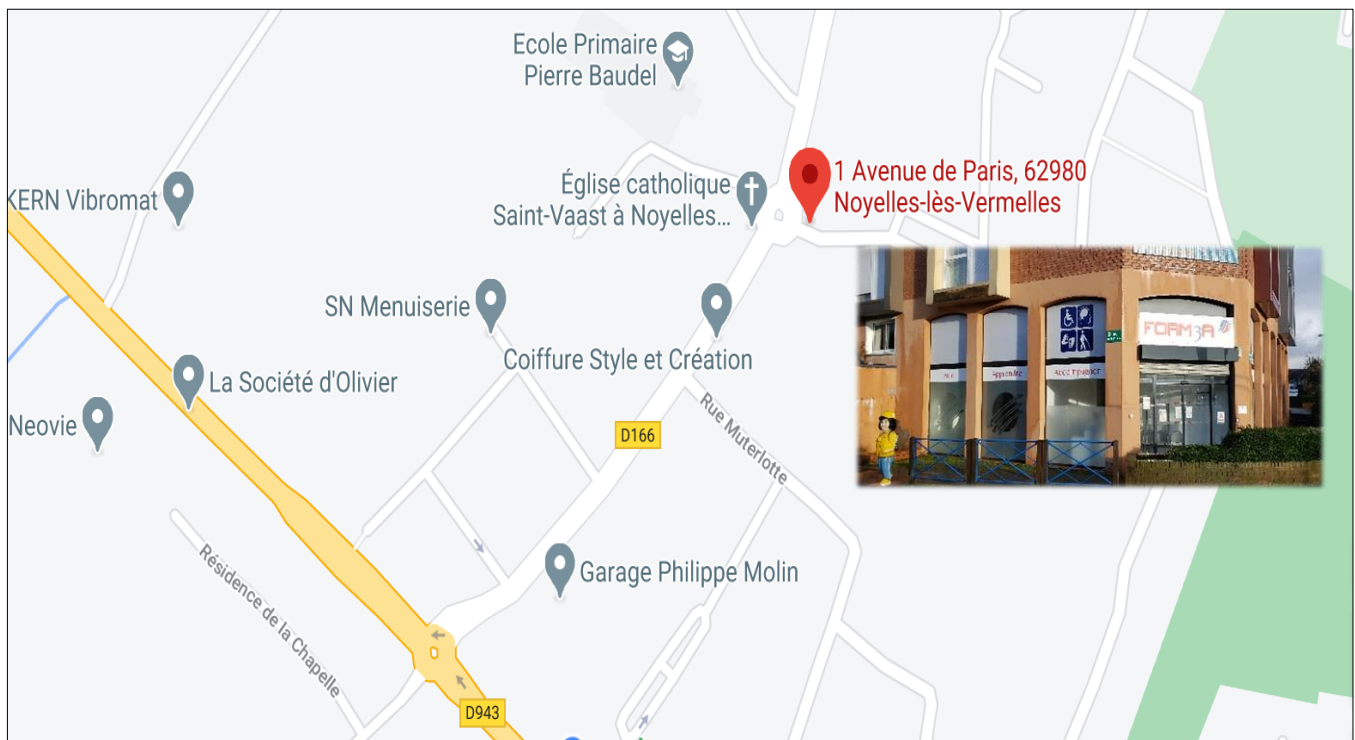 Ecole Primaire
Pierre Baudel
1 Avenue de Paris, 62980
Noyelles-lès-Vermelles
Église catholique
Saint-Vaast à Noyelles...
KERN Vibromat
SN Menuiserie
Coiffure Style et Création
FORM3A
Apprendre
Accompagner
La Société d'Olivier
Neovie
Rue Muterlotte
D166
Résidence de la Chapelle
Garage Philippe Molin
D943